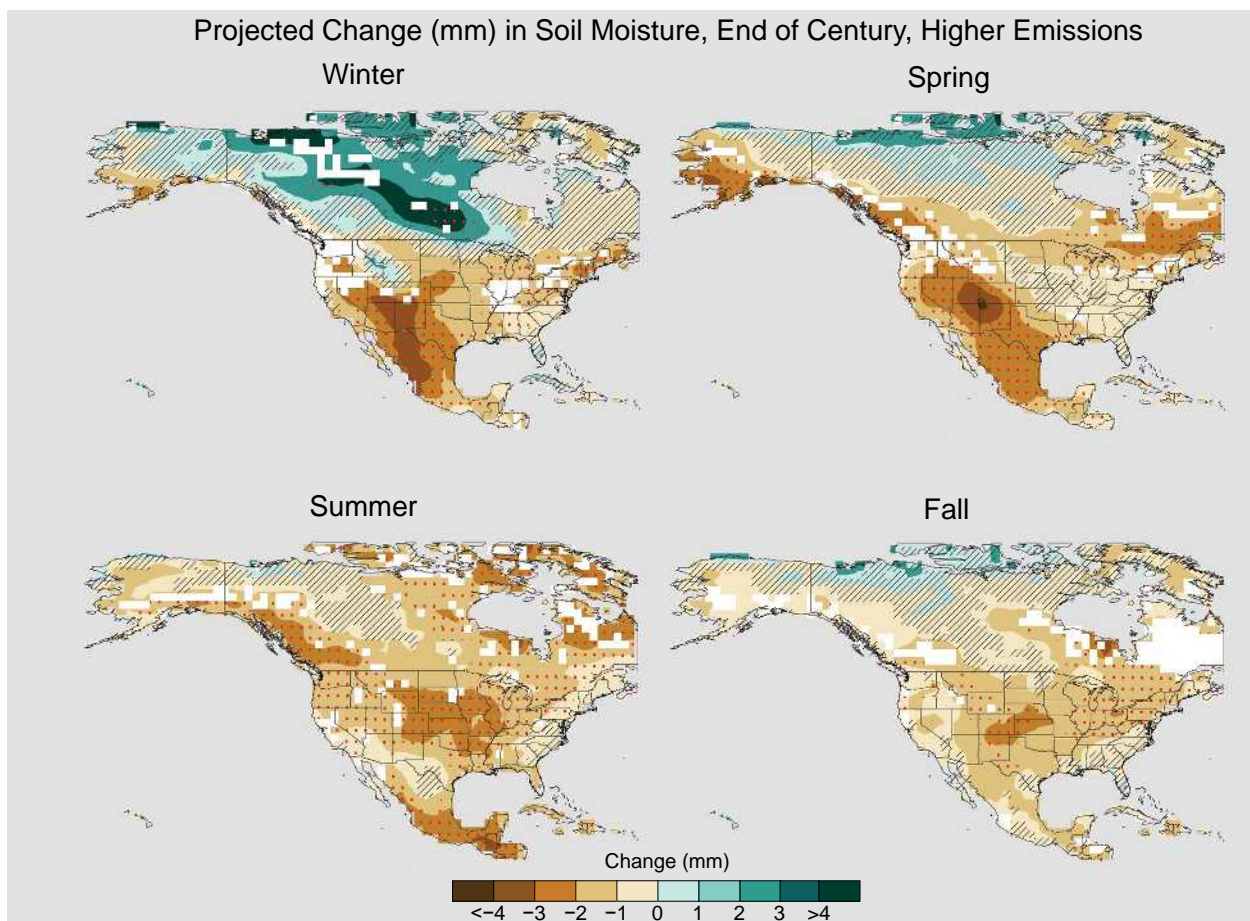 Projected Change (mm) in Soil Moisture, End of Century, Higher Emissions
Winter
Spring
Summer
Fall
Change (mm)
<−4 −3 −2 −1 0 1 2 3 >4